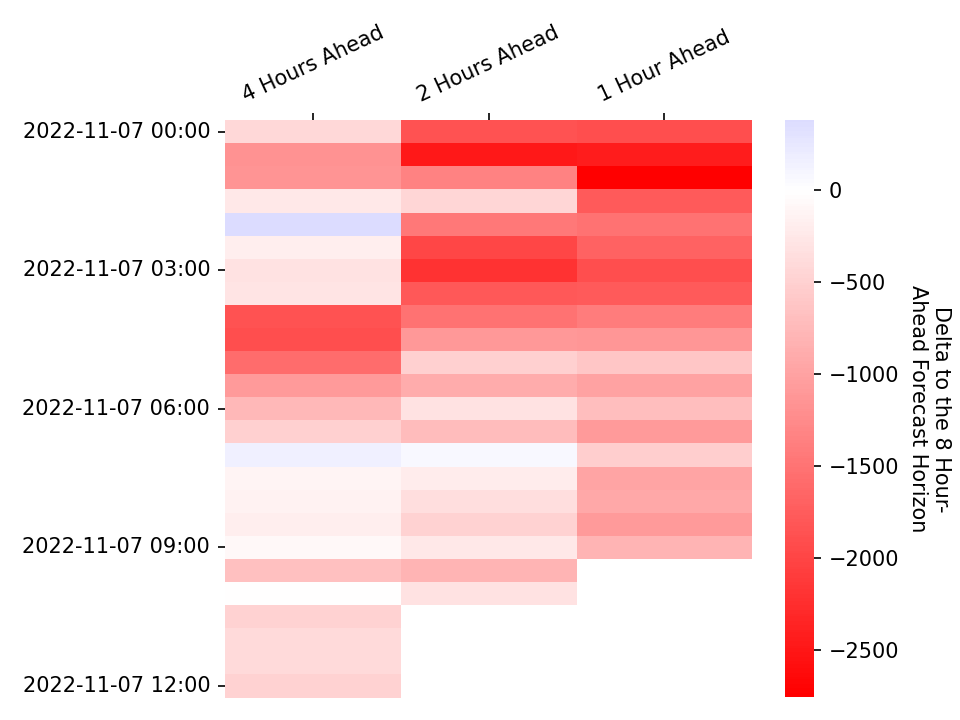 4 Hours Ahead
2 Hours Ahead
1 Hour Ahead
2022-11-07 00:00
2022-11-07 03:00
2022-11-07 06:00
2022-11-07 09:00
2022-11-07 12:00
0
−500
−1000
−1500
−2000
−2500
Delta to the 8 Hour-
Ahead Forecast Horizon